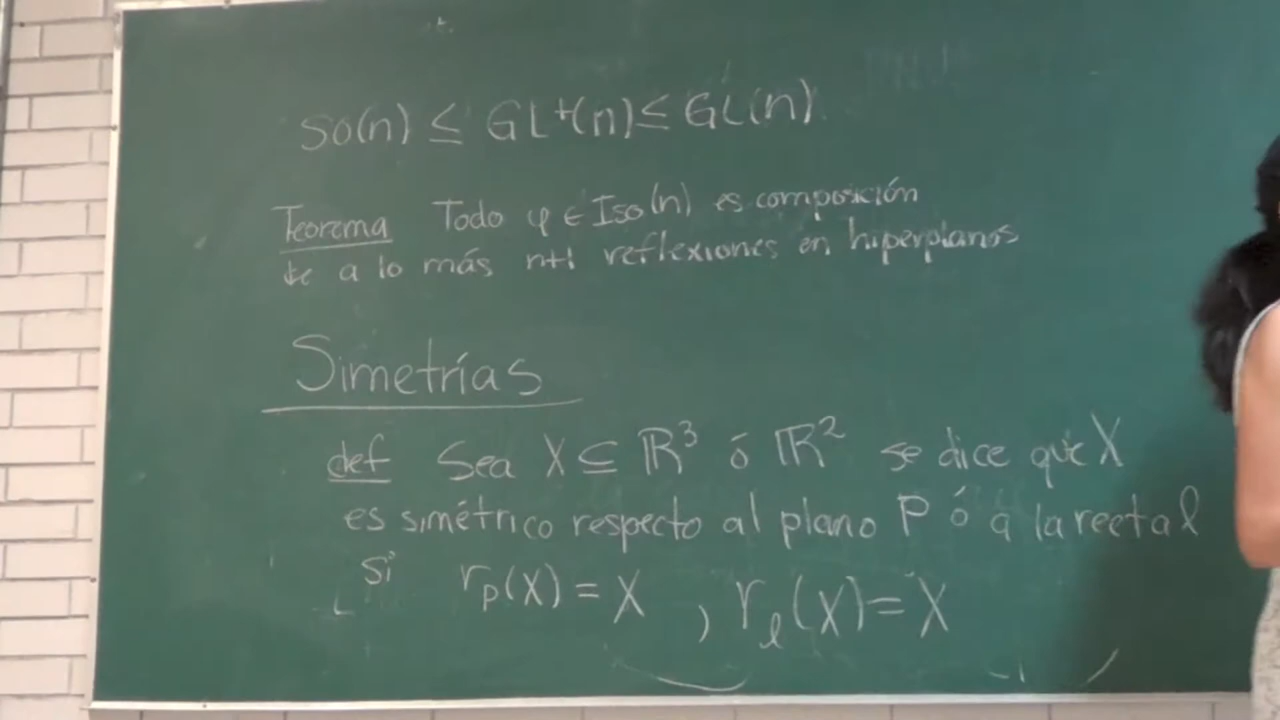 SO(n) ≤ GL⁺(n) ≤ GL(n)
Teorema Todo φ ∈ Iso(n) es composición
de a lo más n+1 reflexiones en hiperplanos
Simetrías
def Sea X ⊆ ℝ³ ó ℝ² se dice que X
es simétrico respecto al plano P ó a la recta l
si r_P(X) = X , r_l(X) = X